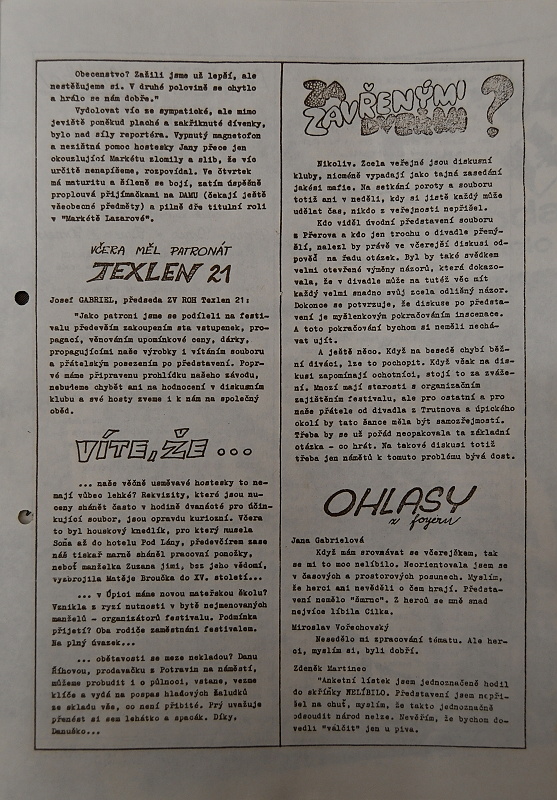 Obecenstvo? Zažili jsme už lepší, ale
nestěžujeme si. V druhé polovině se chytlo
a hrálo se nám dobře."
Vydolovat víc ze sympatické, ale mimo
jeviště poněkud plaché a zakřiknuté dívenky,
bylo nad síly reportéra. Vypnutý magnetofon
a nezištná pomoc hostesky Jany přece jen
okouzlující Markétu zlomily a slib, že víc
určitě nenapíšeme, rozpovídal. Ve čtvrtek
má maturitu a šíleně se bojí, zatím úspěšně
proplouvá přijímačkami na DAMU (čekají ještě
všeobecné předměty) a pilně dře titulní roli
v "Markétě Lazarové".
VČERA MĚL PATRONÁT
TEXLEN 21
Josef GABRIEL, předseda ZV ROH Texlen 21:
"Jako patroni jsme se podíleli na festi-
valu především zakoupením sta vstupenek, pro-
pagací, věnováním upomínkové ceny, dárky,
propagujícími naše výrobky i vítáním souboru
a přátelským posezením po představení. Popr-
vé máme připravenu prohlídku našeho závodu,
nebudeme chybět ani na hodnocení v diskusním
klubu a své hosty zveme i k nám na společný
oběd.
VÍTE, ŽE ...
... naše věčně usměvavé hostesky to ne-
mají vůbec lehké? Rekvizity, které jsou nu-
ceny shánět často v hodině dvanácté pro účin-
kující soubor, jsou opravdu kuriozní. Včera
to byl houskový knedlík, pro který musela
Soňa až do hotelu Pod Lány, předevčírem zase
náš tiskař marně sháněl pracovní ponožky,
neboť manželka Zuzana jimi, bez jeho vědomí,
vyzbrojila Matěje Broučka do XV. století...
... v Úpici máme novou mateřskou školu?
Vznikla z ryzí nutnosti v bytě nejmenovaných
manželů - organizátorů festivalu. Podmínka
přijetí? Oba rodiče zaměstnáni festivalem.
Na plný úvazek...
... obětavosti se meze nekladou? Danu
Říhovou, prodavačku z Potravin na náměstí,
můžeme probudit i o půlnoci, vstane, vezme
klíče a vydá na pospas hladových žaludků
ze skladu vše, co není přibité. Prý uvažuje
přenést si sem lehátko a spacák. Díky,
Danuško...
ZA
ZAVŘENÝMI
DVEŘMI ?
Nikoliv. Zcela veřejné jsou diskusní
kluby, nicméně vypadají jako tajná zasedání
jakési mafie. Na setkání poroty a souboru
totiž ani v neděli, kdy si jistě každý může
udělat čas, nikdo z veřejnosti nepřišel.
Kdo viděl úvodní představení souboru
z Přerova a kdo jen trochu o divadle přemý-
šlí, nalezl by právě ve včerejší diskusi od-
pověď na řadu otázek. Byl by také svědkem
velmi otevřené výměny názorů, která dokazo-
vala, že v divadle může na tutéž věc mít
každý velmi snadno svůj zcela odlišný názor.
Dokonce se potvrzuje, že diskuse po předsta-
vení je myšlenkovým pokračováním inscenace.
A toto pokračování bychom si neměli nechá-
vat ujít.
A ještě něco. Když na besedě chybí běž-
ní diváci, lze to pochopit. Když však na dis-
kusi zapomínají ochotníci, stojí to za zváže-
ní. Mnozí mají starosti s organizačním
zajištěním festivalu, ale pro ostatní a pro
naše přátele od divadla z Trutnova a úpického
okolí by tato šance měla být samozřejmostí.
Třeba by se už pořád neopakovala ta základní
otázka - co hrát. Na takové diskusi totiž
třeba jen námětů k tomuto problému bývá dost.
OHLASY
z foyeru
Jana Gabrielová
Když mám srovnávat se včerejškem, tak
se mi to moc nelíbilo. Neorientovala jsem se
v časových a prostorových posunech. Myslím,
že herci ani nevěděli o čem hrají. Předsta-
vení nemělo "šmrnc". Z herců se mně snad
nejvíce líbila Cilka.
Miroslav Vořechovský
Nesedělo mi zpracování tématu. Ale her-
ci, myslím si, byli dobří.
Zdeněk Martinec
"Anketní lístek jsem jednoznačeně hodil
do skříňky NELÍBILO. Představení jsem nepři-
šel na chuť, myslím, že takto jednoznačně
odsoudit národ nelze. Nevěřím, že bychom do-
vedli "válčit" jen u piva.